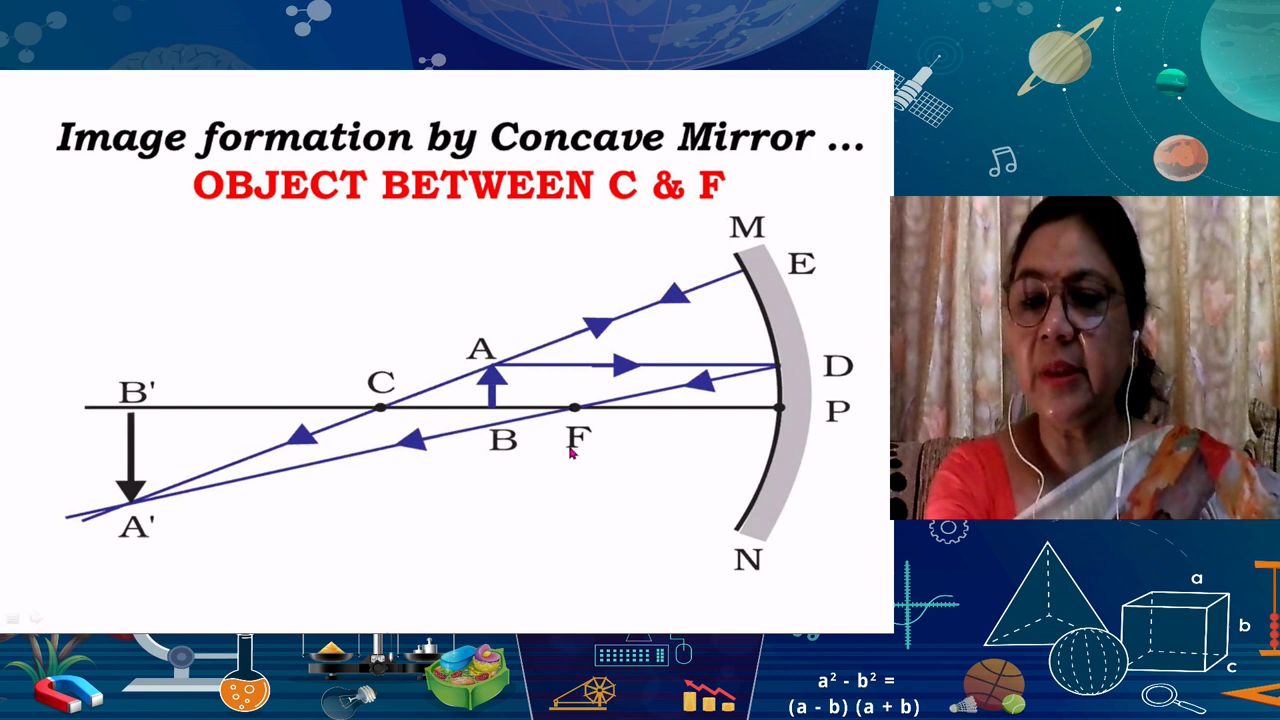 Image formation by Concave Mirror ...
OBJECT BETWEEN C & F
M
E
A
D
B'
C
P
B
F
A'
N
a
b
c
a² - b² =
(a - b) (a + b)